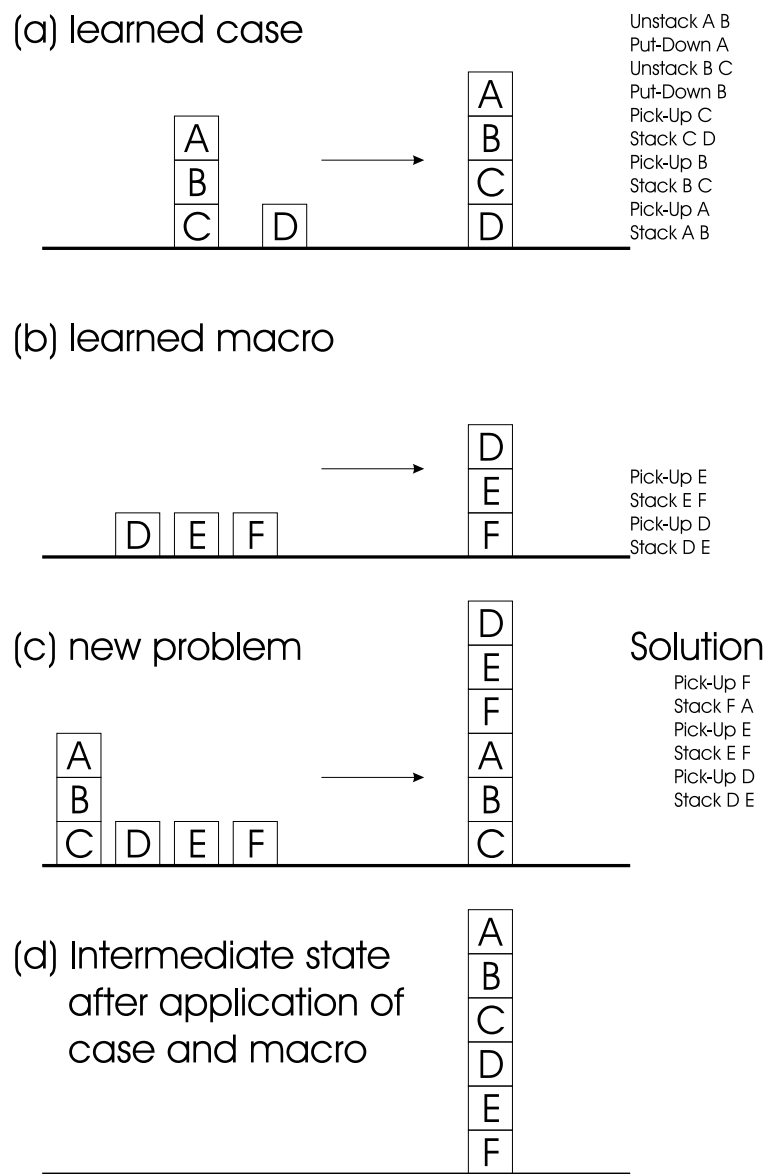 (a) learned case
A
B
C
D
A
B
C
D
Unstack A B
Put-Down A
Unstack B C
Put-Down B
Pick-Up C
Stack C D
Pick-Up B
Stack B C
Pick-Up A
Stack A B
(b) learned macro
D E F
D
E
F
Pick-Up E
Stack E F
Pick-Up D
Stack D E
(c) new problem
A
B
C D E F
D
E
F
A
B
C
Solution
Pick-Up F
Stack F A
Pick-Up E
Stack E F
Pick-Up D
Stack D E
(d) Intermediate state
after application of
case and macro
A
B
C
D
E
F